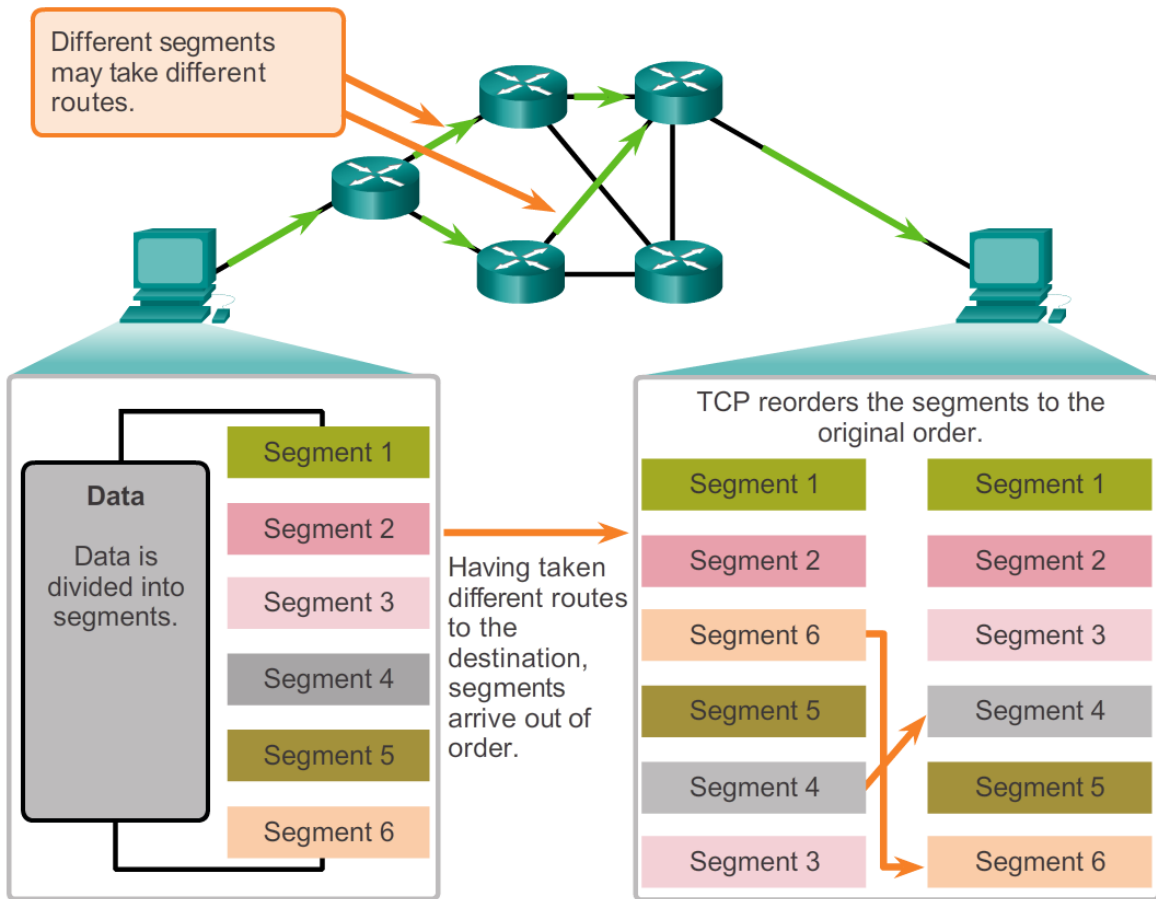 Different segments
may take different
routes.
Data
Data is
divided into
segments.
Segment 1
Segment 2
Segment 3
Segment 4
Segment 5
Segment 6
Having taken
different routes
to the
destination,
segments
arrive out of
order.
TCP reorders the segments to the
original order.
Segment 1
Segment 2
Segment 6
Segment 5
Segment 4
Segment 3
Segment 1
Segment 2
Segment 3
Segment 4
Segment 5
Segment 6